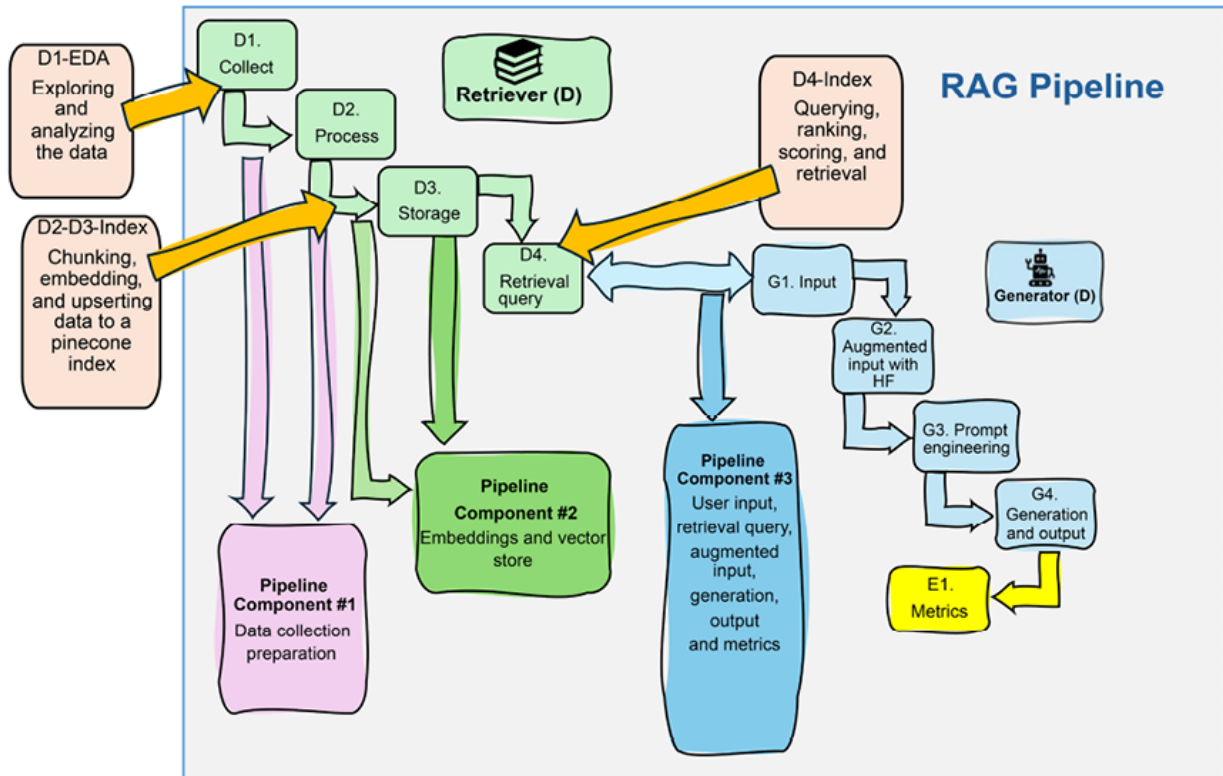 RAG Pipeline
D1-EDA
Exploring
and
analyzing
the data
D2-D3-Index
Chunking,
embedding,
and upserting
data to a
pinecone
index
D1.
Collect
D2.
Process
D3.
Storage
D4.
Retrieval
query
Retriever (D)
D4-Index
Querying,
ranking,
scoring, and
retrieval
G1. Input
Generator (D)
G2.
Augmented
input with
HF
G3. Prompt
engineering
G4.
Generation
and output
E1.
Metrics
Pipeline
Component #1
Data collection
preparation
Pipeline
Component #2
Embeddings and vector
store
Pipeline
Component #3
User input,
retrieval query,
augmented
input,
generation,
output
and metrics